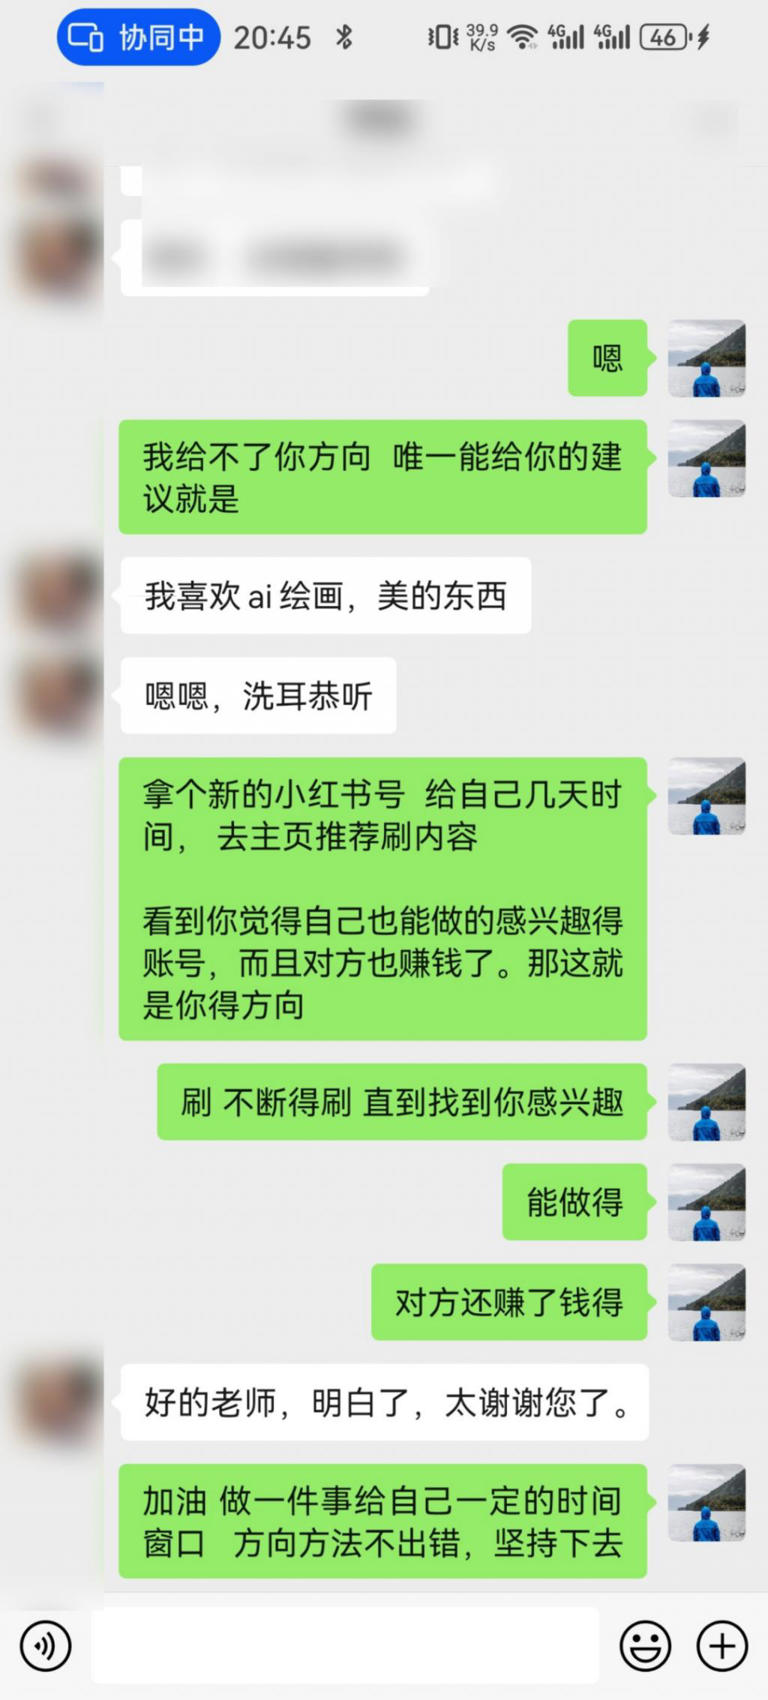 协同中 20:45 39.9 K/s 4G 4G 46
嗯
我给不了你方向 唯一能给你的建
议就是
我喜欢ai绘画，美的东西
嗯嗯，洗耳恭听
拿个新的小红书号 给自己几天时
间， 去主页推荐刷内容
看到你觉得自己也能做的感兴趣得
账号，而且对方也赚钱了。那这就
是你得方向
刷 不断得刷 直到找到你感兴趣
能做得
对方还赚了钱得
好的老师，明白了，太谢谢您了。
加油 做一件事给自己一定的时间
窗口 方向方法不出错，坚持下去